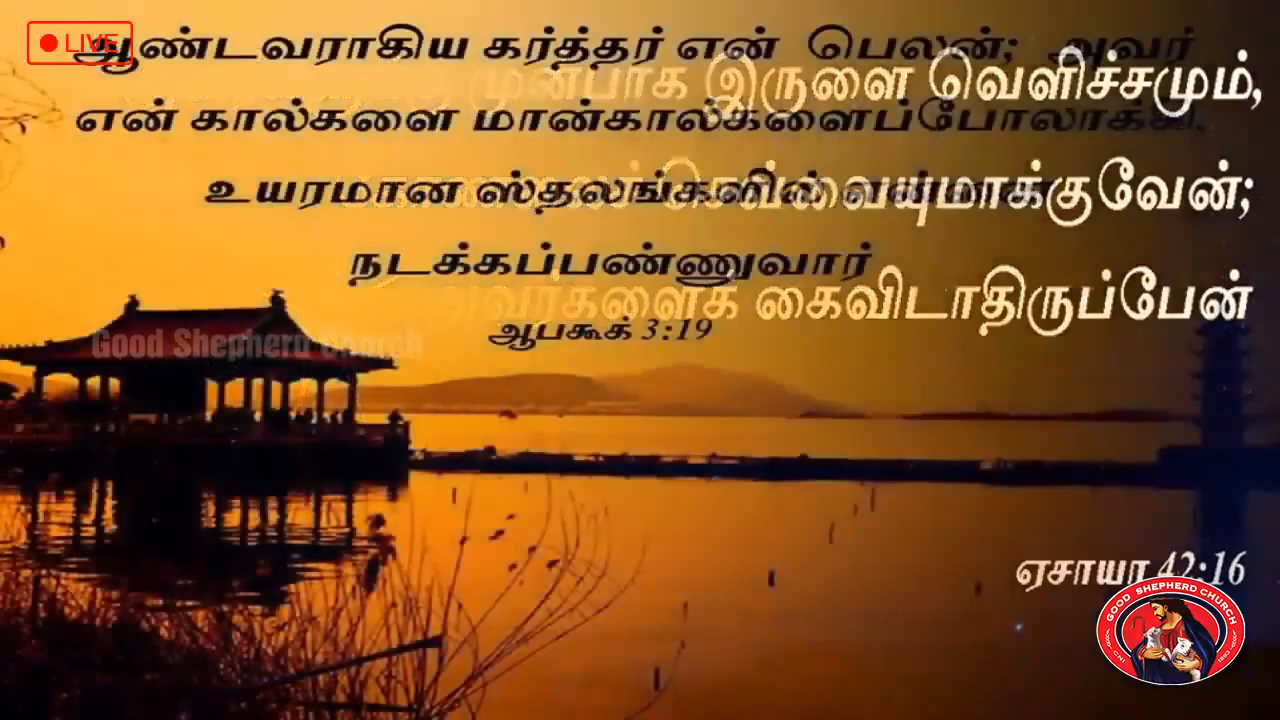 LIVE
ஆண்டவராகிய கர்த்தர் என் பெலன்; அவர்
என் கால்களை மான்கால்களைப்போலாக்கி,
உயரமான ஸ்தலங்களில் என்னை
நடக்கப்பண்ணுவார்
ஆபகூக் 3:19
முன்பாக இருளை வெளிச்சமும்,
செவ்வையுமாக்குவேன்;
அவர்களைக் கைவிடாதிருப்பேன்
ஏசாயா 42:16
Good Shepherd Church
GOOD SHEPHERD CHURCH